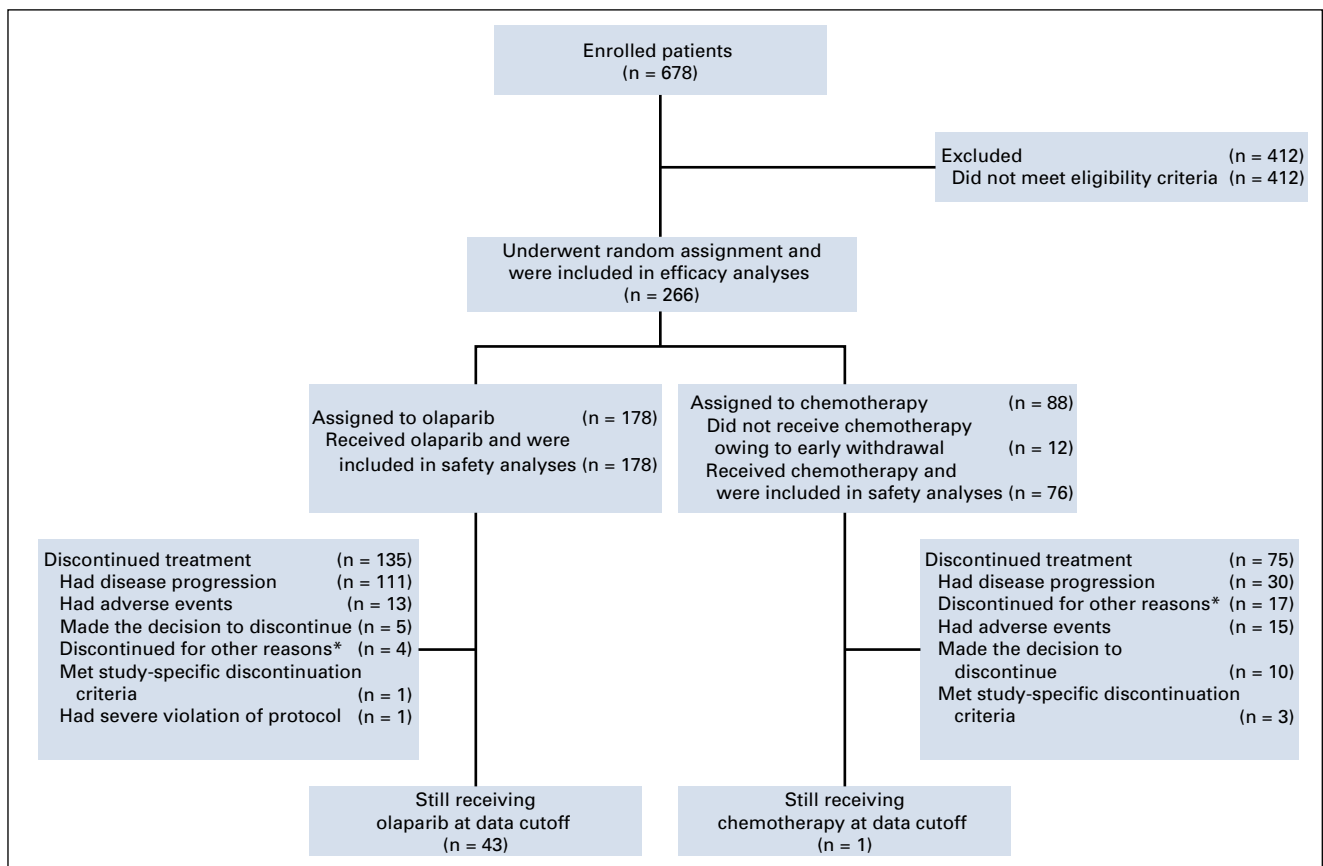 Enrolled patients
(n = 678)
Excluded (n = 412)
Did not meet eligibility criteria (n = 412)
Underwent random assignment and
were included in efficacy analyses
(n = 266)
Assigned to olaparib (n = 178)
Received olaparib and were
included in safety analyses (n = 178)
Assigned to chemotherapy (n = 88)
Did not receive chemotherapy
owing to early withdrawal (n = 12)
Received chemotherapy and
were included in safety analyses (n = 76)
Discontinued treatment (n = 135)
Had disease progression (n = 111)
Had adverse events (n = 13)
Made the decision to discontinue (n = 5)
Discontinued for other reasons* (n = 4)
Met study-specific discontinuation
criteria (n = 1)
Had severe violation of protocol (n = 1)
Discontinued treatment (n = 75)
Had disease progression (n = 30)
Discontinued for other reasons* (n = 17)
Had adverse events (n = 15)
Made the decision to
discontinue (n = 10)
Met study-specific discontinuation
criteria (n = 3)
Still receiving
olaparib at data cutoff
(n = 43)
Still receiving
chemotherapy at data cutoff
(n = 1)